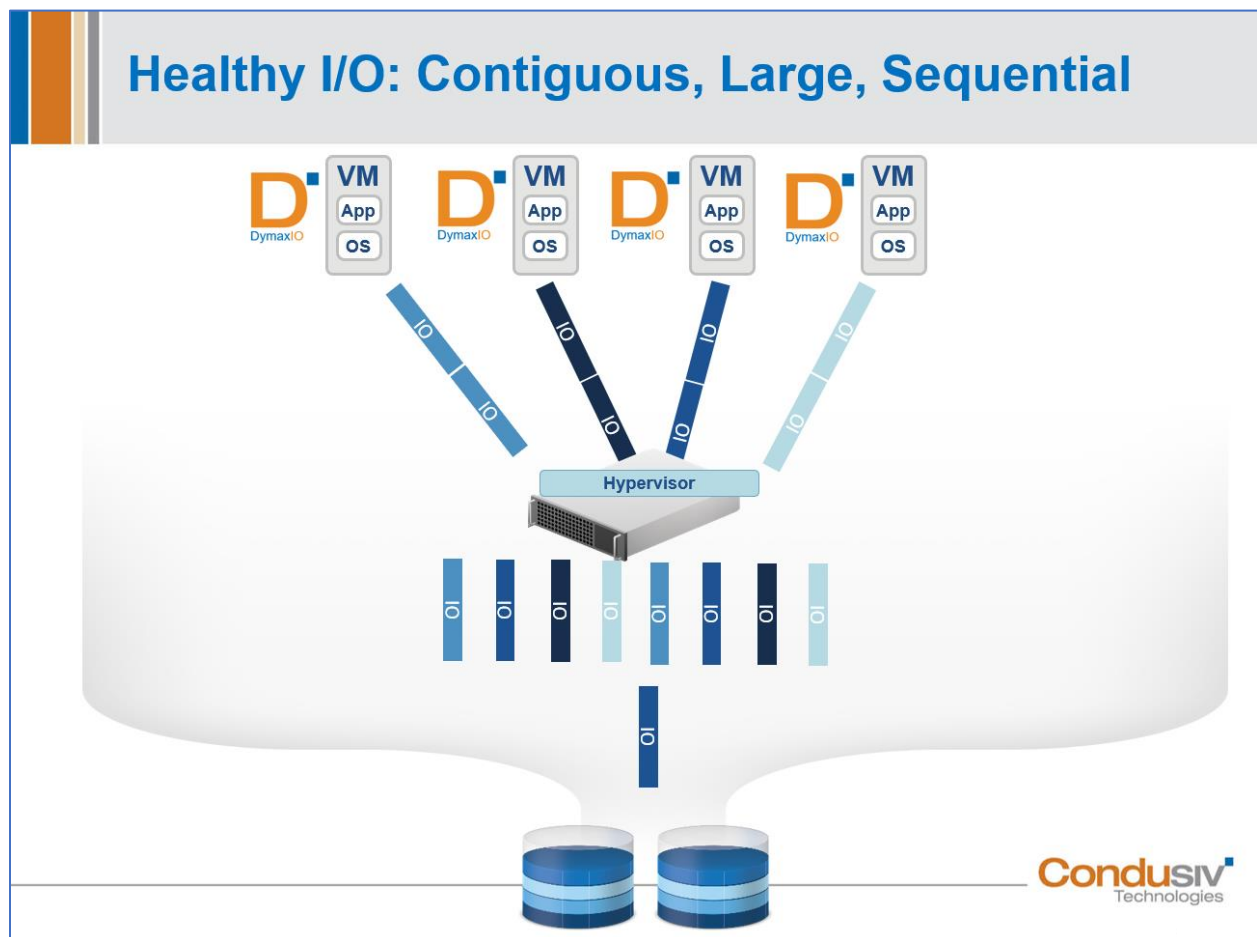 Healthy I/O: Contiguous, Large, Sequential
D
DymaxIO
VM
App
OS
D
DymaxIO
VM
App
OS
D
DymaxIO
VM
App
OS
D
DymaxIO
VM
App
OS
IO
IO
IO
IO
IO
IO
IO
IO
Hypervisor
IO
IO
IO
IO
IO
IO
IO
IO
IO
Condusiv
Technologies